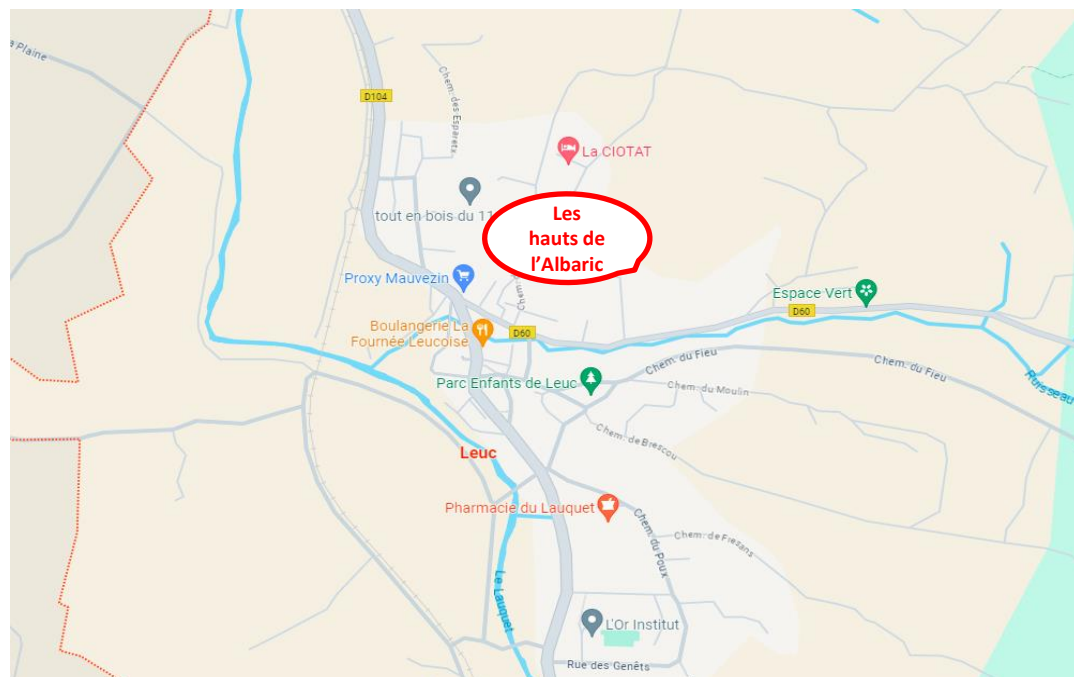 a Plaine
D104
Chem. des Esparets
La CIOTAT
tout en bois du 11
Les
hauts de
l'Albaric
Proxy Mauvezin
Chem.
Espace Vert
D60
Boulangerie La
Fournée Leucoise
D60
Chem. du Fieu
Chem. du Fieu
Ruisseau
Parc Enfants de Leuc
Chem. du Moulin
Chem. de Brescou
Leuc
Pharmacie du Lauquet
Chem. du Poux
Chem. de Fiezans
Le Lauquet
L'Or Institut
Rue des Genêts